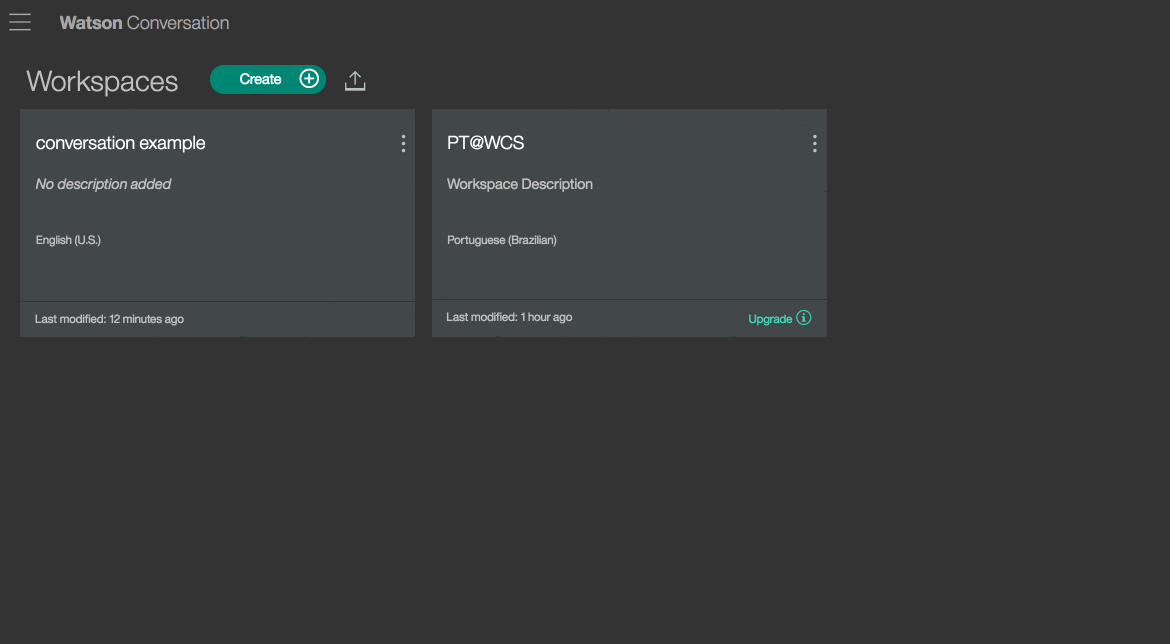 Watson Conversation
Workspaces
Create
conversation example
No description added
English (U.S.)
Last modified: 12 minutes ago
PT@WCS
Workspace Description
Portuguese (Brazilian)
Last modified: 1 hour ago
Upgrade